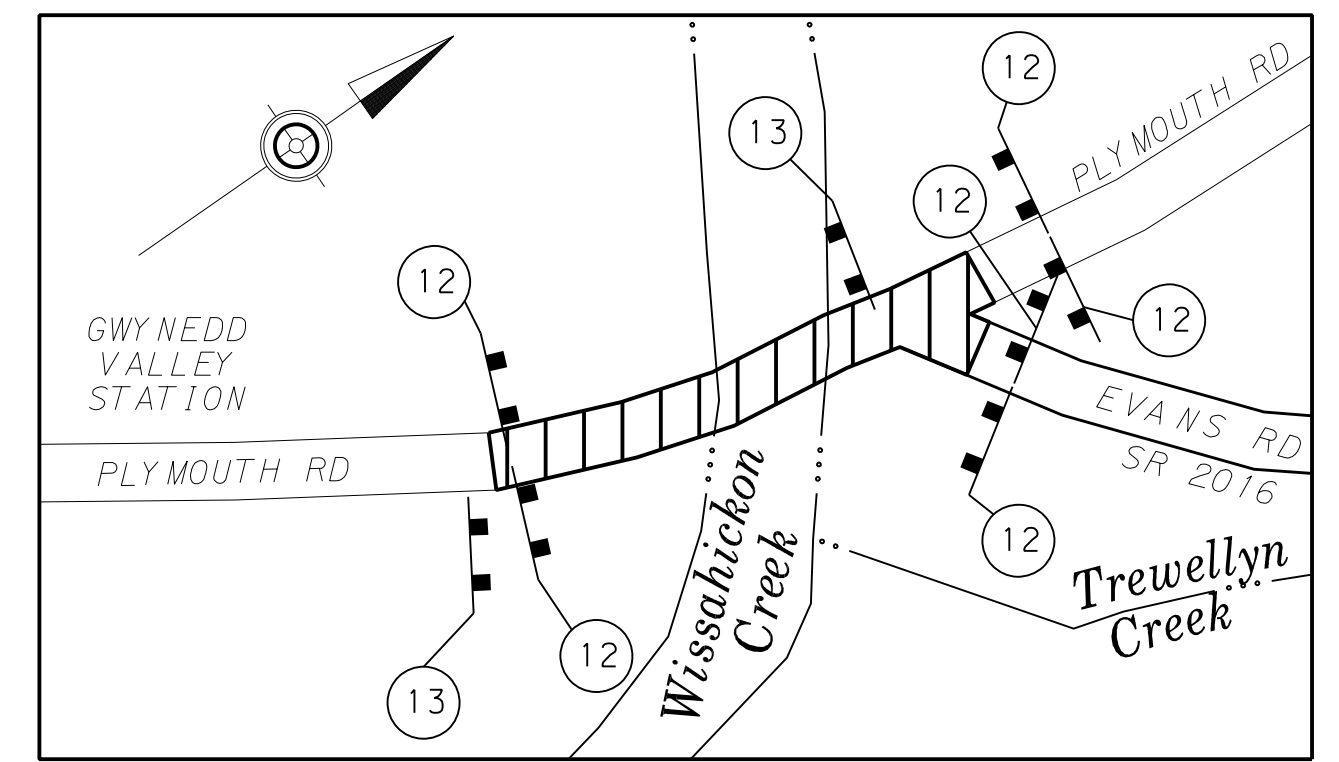 12
PLYMOUTH RD
13
12
12
12
GWYNEDD
VALLEY
STATION
PLYMOUTH RD
EVANS RD
SR 2016
Wissahickon
Creek
12
Trewellyn
Creek
12
13